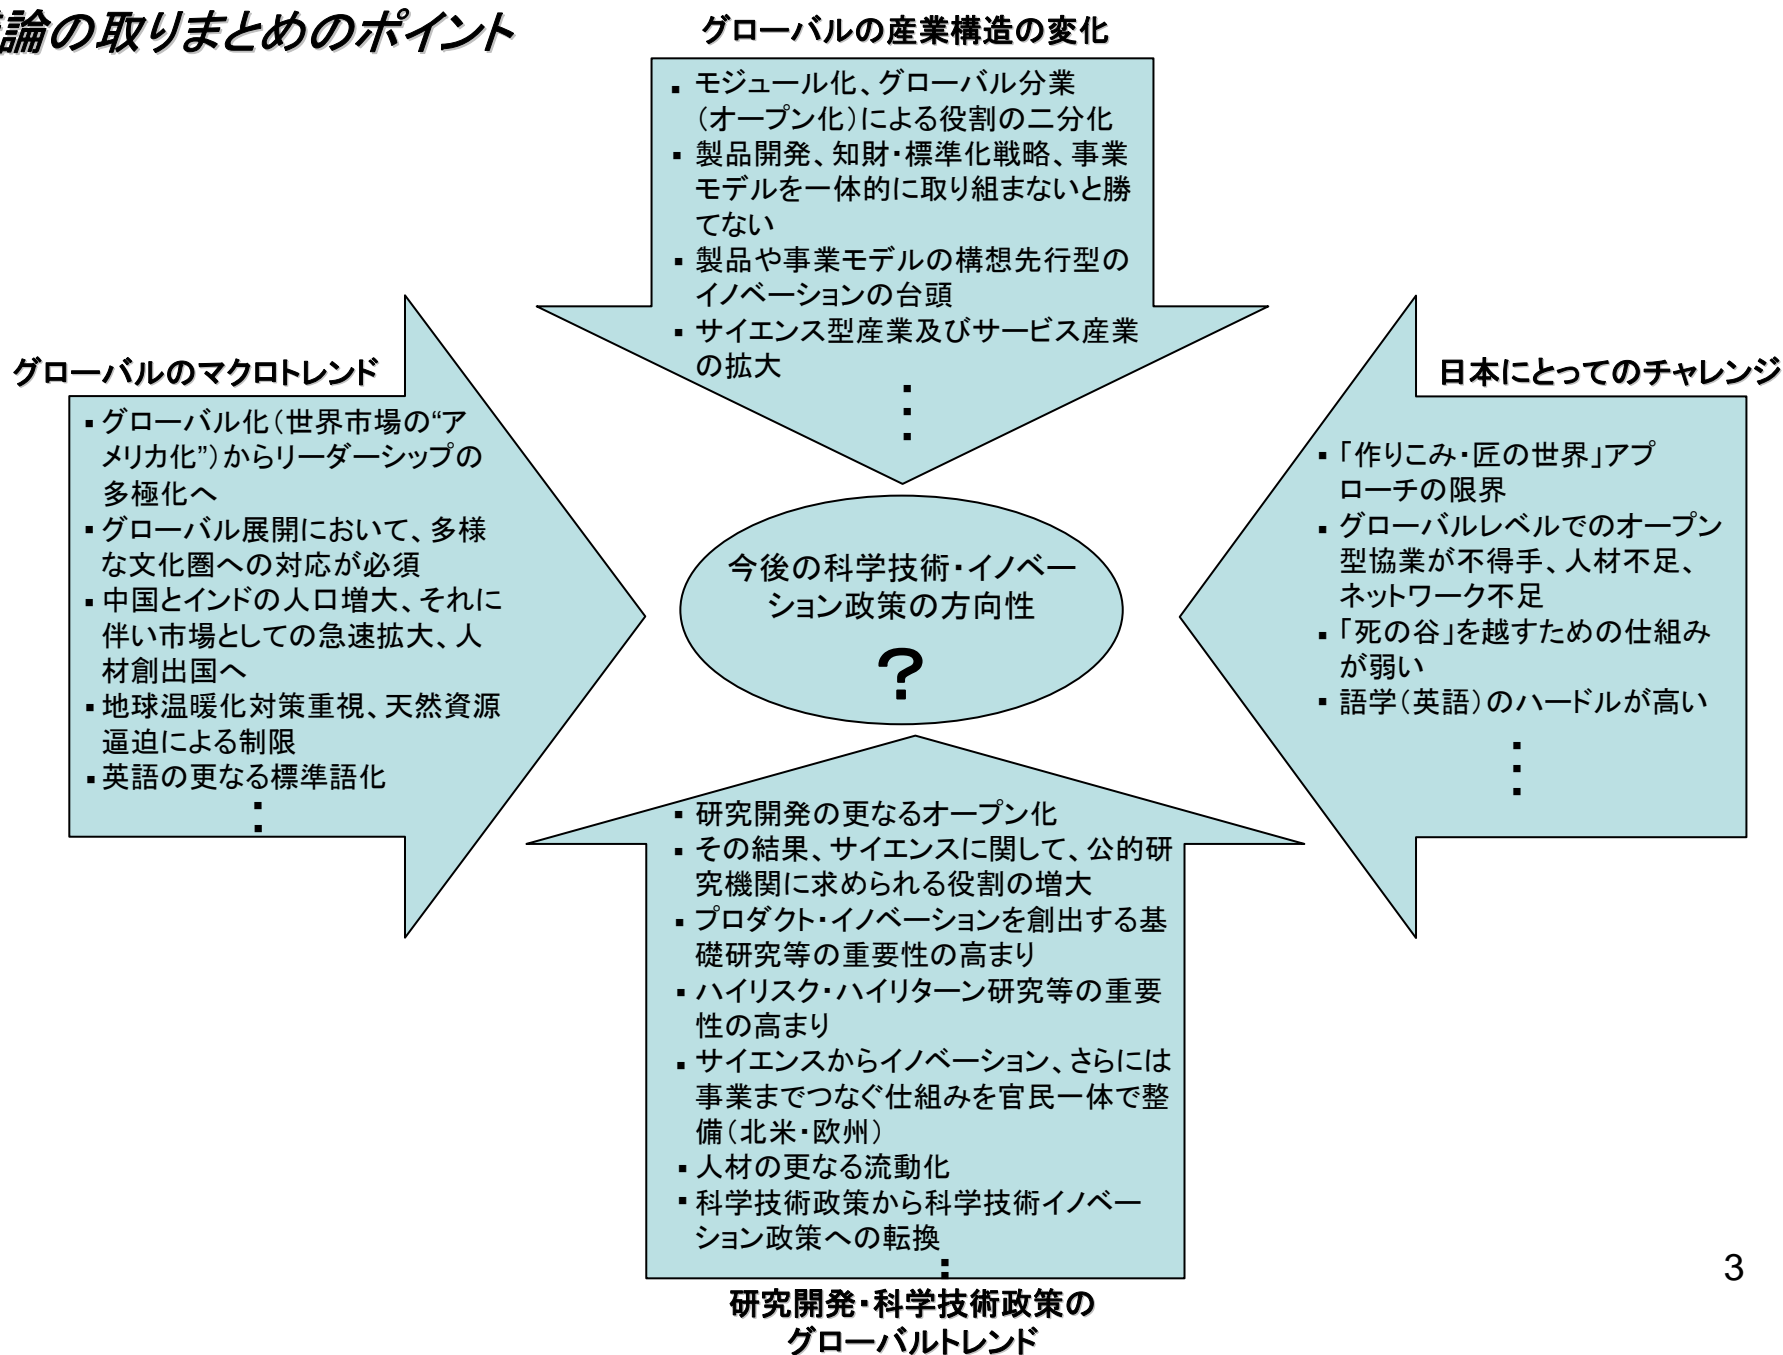 論の取りまとめのポイント
グローバルの産業構造の変化
▪ モジュール化、グローバル分業
(オープン化)による役割の二分化
▪ 製品開発、知財・標準化戦略、事業
モデルを一体的に取り組まないと勝
てない
▪ 製品や事業モデルの構想先行型の
イノベーションの台頭
▪ サイエンス型産業及びサービス産業
の拡大
グローバルのマクロトレンド
▪ グローバル化(世界市場の“ア
メリカ化”)からリーダーシップの
多極化へ
▪ グローバル展開において、多様
な文化圏への対応が必須
▪ 中国とインドの人口増大、それに
伴い市場としての急速拡大、人
材創出国へ
▪ 地球温暖化対策重視、天然資源
逼迫による制限
▪ 英語の更なる標準語化
今後の科学技術・イノベー
ション政策の方向性
?
日本にとってのチャレンジ
▪ 「作りこみ・匠の世界」アプ
ローチの限界
▪ グローバルレベルでのオープン
型協業が不得手、人材不足、
ネットワーク不足
▪ 「死の谷」を越すための仕組み
が弱い
▪ 語学(英語)のハードルが高い
▪ 研究開発の更なるオープン化
▪ その結果、サイエンスに関して、公的研
究機関に求められる役割の増大
▪ プロダクト・イノベーションを創出する基
礎研究等の重要性の高まり
▪ ハイリスク・ハイリターン研究等の重要
性の高まり
▪ サイエンスからイノベーション、さらには
事業までつなぐ仕組みを官民一体で整
備(北米・欧州)
▪ 人材の更なる流動化
▪ 科学技術政策から科学技術イノベー
ション政策への転換
研究開発・科学技術政策の
グローバルトレンド
3